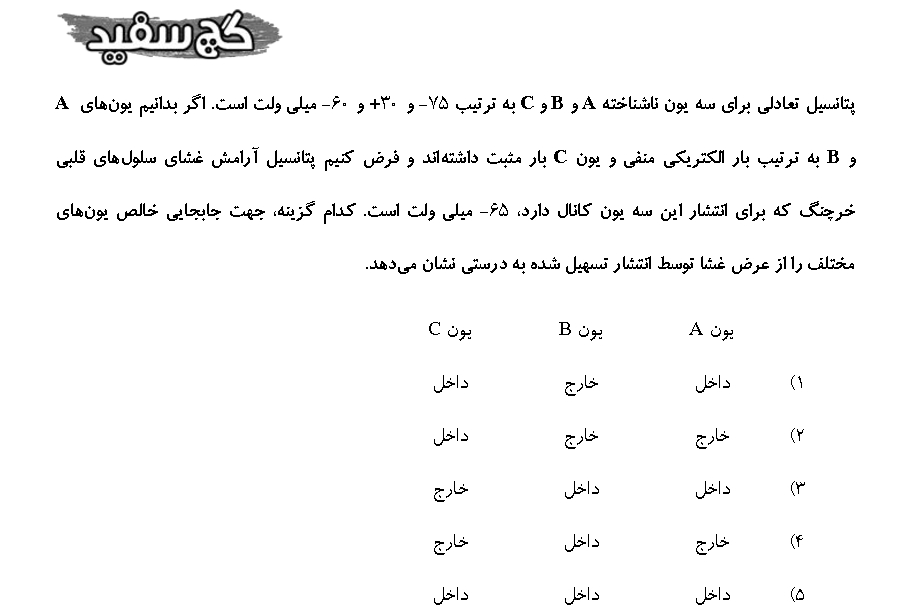 گچ سفید
پتانسیل تعادلی برای سه یون ناشناخته A و B و C به ترتیب ۷۵- و ۳۰+ و ۶۰- میلی ولت است. اگر بدانیم یون‌های A
و B به ترتیب بار الکتریکی منفی و یون C بار مثبت داشته‌اند و فرض کنیم پتانسیل آرامش غشای سلول‌های قلبی
خرچنگ که برای انتشار این سه یون کانال دارد، ۶۵- میلی ولت است. کدام گزینه، جهت جابجایی خالص یون‌های
مختلف را از عرض غشا توسط انتشار تسهیل شده به درستی نشان می‌دهد.
یون A یون B یون C
۱) داخل خارج داخل
۲) خارج خارج داخل
۳) داخل داخل خارج
۴) خارج داخل خارج
۵) داخل داخل داخل